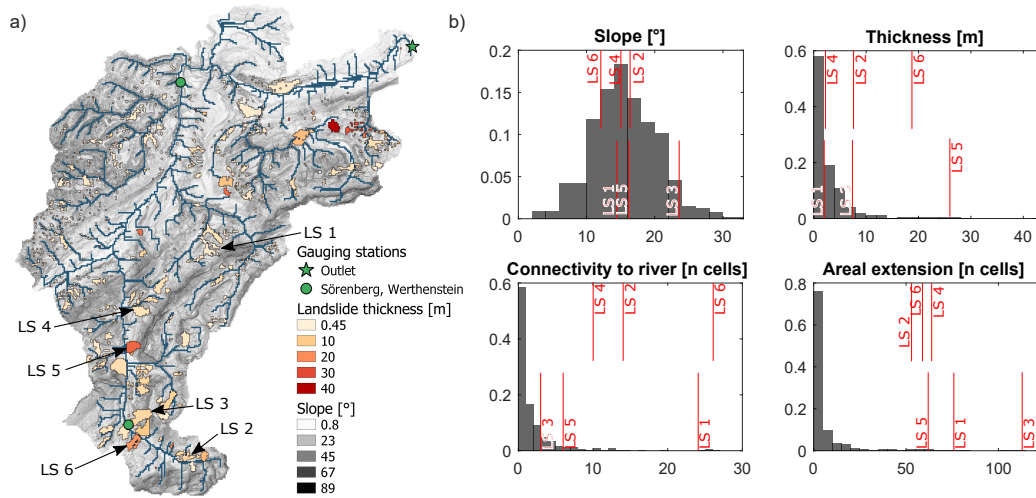 a)
LS 1
LS 4
LS 5
LS 3
LS 2
LS 6
Gauging stations
Outlet
Sörenberg, Werthenstein
Landslide thickness [m]
0.45
10
20
30
40
Slope [°]
0.8
23
45
67
89
b)
Slope [°]
0.2
0.15
0.1
0.05
0
0 10 20 30
LS 6
LS 4
LS 2
LS 1
LS 5
LS 3
Thickness [m]
0.6
0.4
0.2
0
0 10 20 30 40
LS 4
LS 2
LS 6
LS 1
LS 3
LS 5
Connectivity to river [n cells]
0.6
0.4
0.2
0
0 10 20 30
LS 4
LS 2
LS 6
LS 3
LS 5
LS 1
Areal extension [n cells]
0.8
0.6
0.4
0.2
0
0 50 100
LS 2
LS 6
LS 4
LS 5
LS 1
LS 3